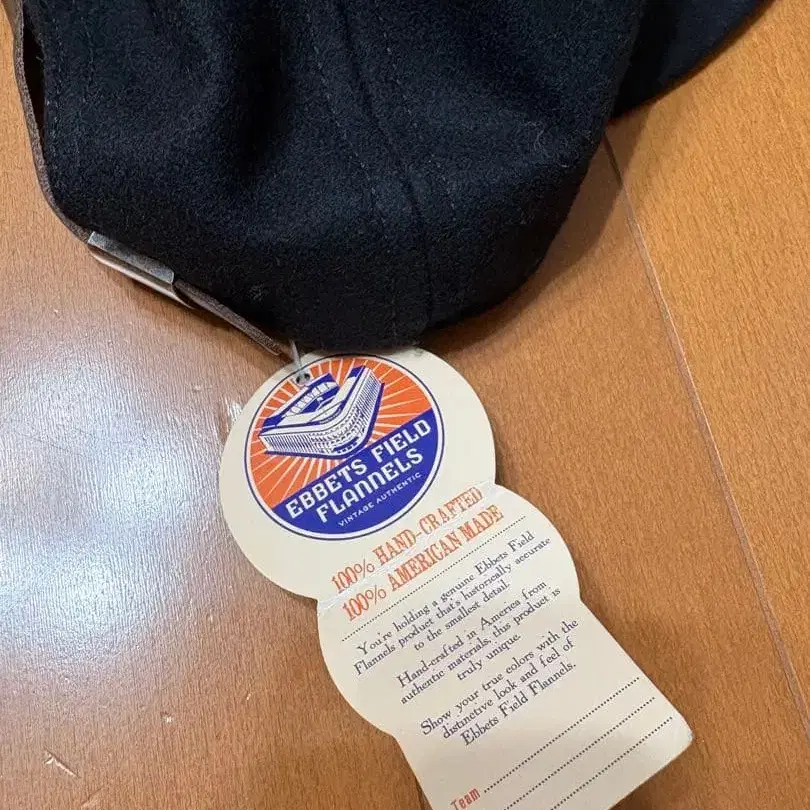 EBBETS FIELD
FLANNELS
VINTAGE AUTHENTIC
100% HAND-CRAFTED
100% AMERICAN MADE
You're holding a genuine Ebbets Field
Flannels product that's historically accurate
to the smallest detail.
Hand-crafted in America from
authentic materials, this product is
truly unique.
Show your true colors with the
distinctive look and feel of
Ebbets Field Flannels.
Team